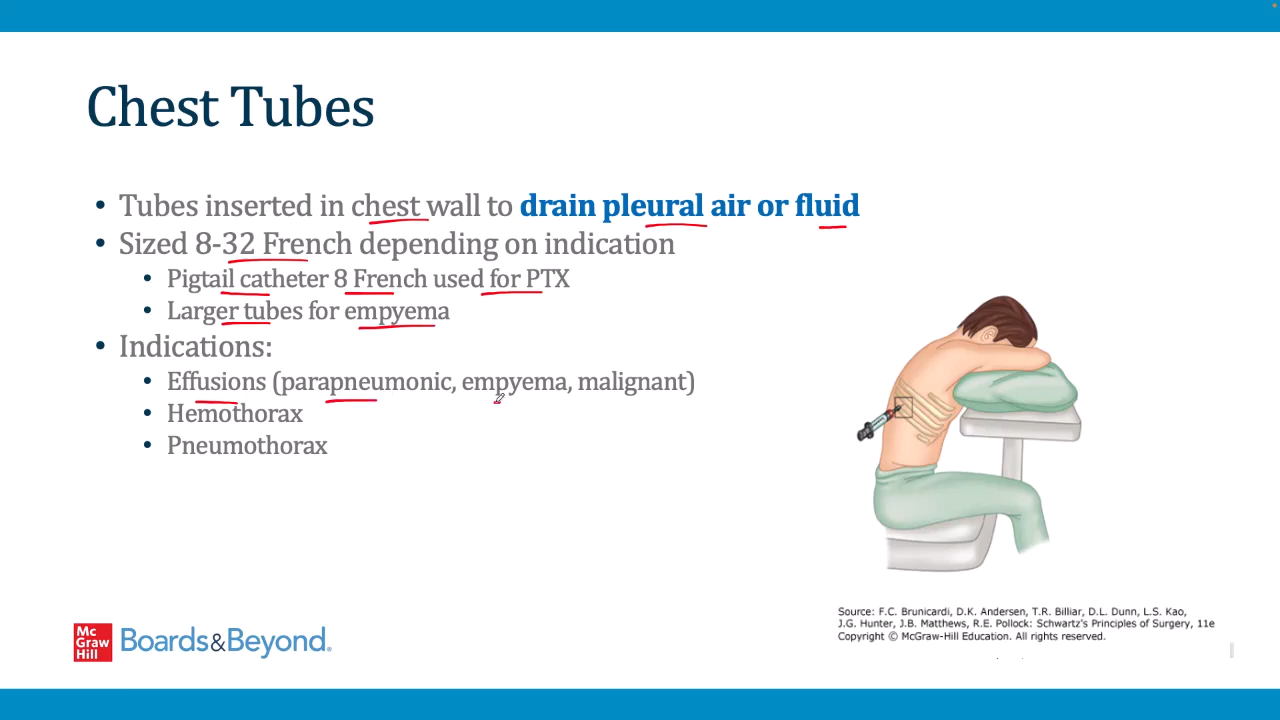 Chest Tubes
• Tubes inserted in chest wall to drain pleural air or fluid
• Sized 8-32 French depending on indication
• Pigtail catheter 8 French used for PTX
• Larger tubes for empyema
• Indications:
• Effusions (parapneumonic, empyema, malignant)
• Hemothorax
• Pneumothorax
Mc
Graw
Hill
Boards&Beyond.
Source: F.C. Brunicardi, D.K. Andersen, T.R. Billiar, D.L. Dunn, L.S. Kao,
J.G. Hunter, J.B. Matthews, R.E. Pollock: Schwartz's Principles of Surgery, 11e
Copyright © McGraw-Hill Education. All rights reserved.